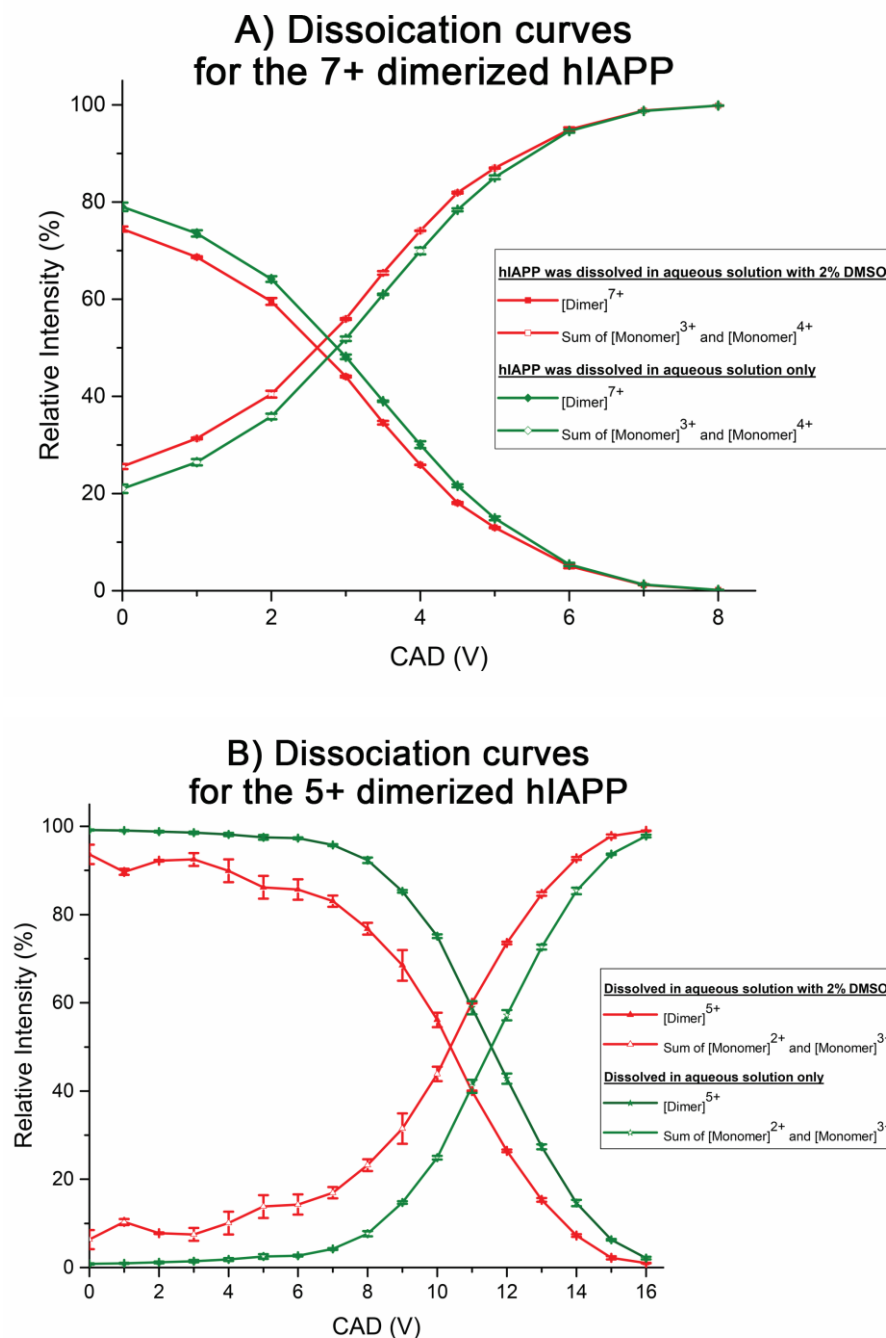 A) Dissoication curves
for the 7+ dimerized hIAPP
100
80
60
40
20
0
Relative Intensity (%)
0 2 4 6 8
CAD (V)
hIAPP was dissolved in aqueous solution with 2% DMSO
[Dimer]7+
Sum of [Monomer]3+ and [Monomer]4+
hIAPP was dissolved in aqueous solution only
[Dimer]7+
Sum of [Monomer]3+ and [Monomer]4+
B) Dissociation curves
for the 5+ dimerized hIAPP
100
80
60
40
20
0
Relative Intensity (%)
0 2 4 6 8 10 12 14 16
CAD (V)
Dissolved in aqueous solution with 2% DMSO
[Dimer]5+
Sum of [Monomer]2+ and [Monomer]3+
Dissolved in aqueous solution only
[Dimer]5+
Sum of [Monomer]2+ and [Monomer]3+